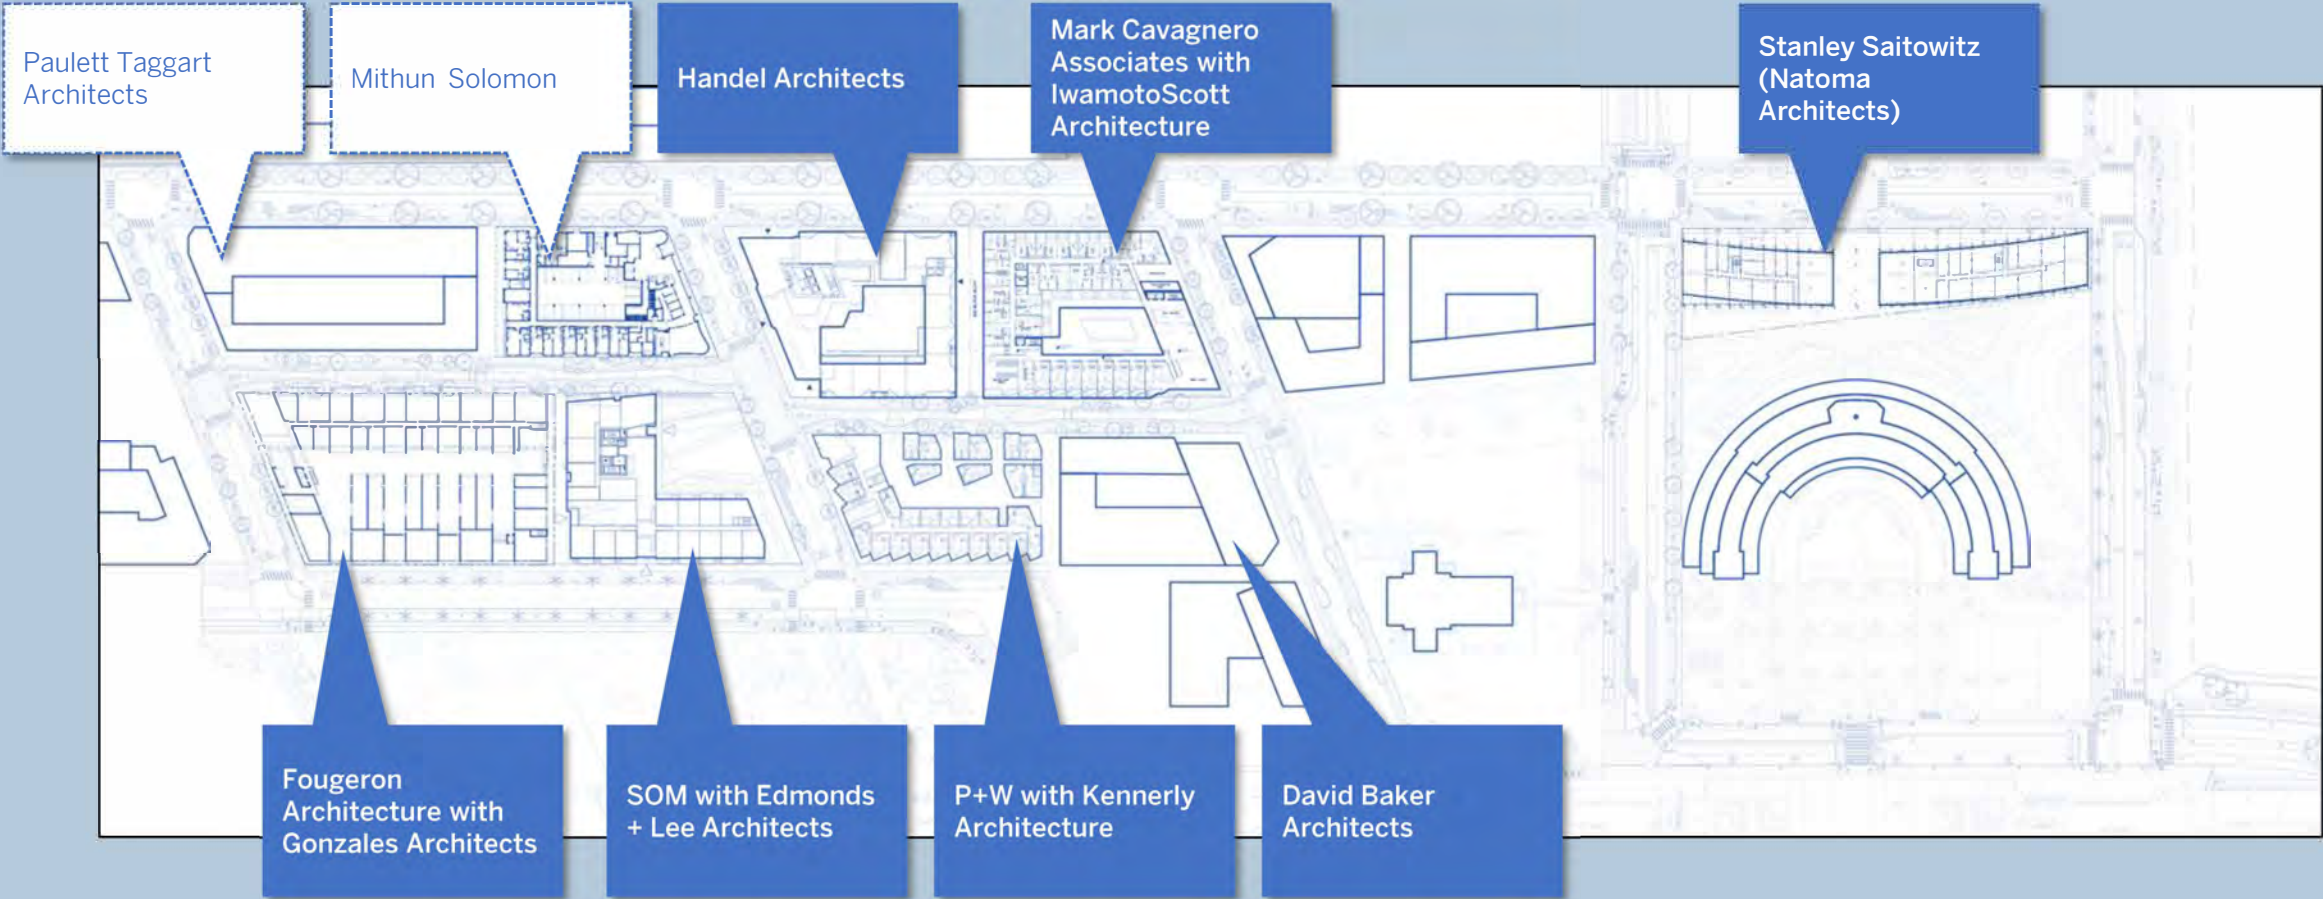 Paulett Taggart
Architects
Mithun Solomon
Handel Architects
Mark Cavagnero
Associates with
IwamotoScott
Architecture
Stanley Saitowitz
(Natoma
Architects)
Fougeron
Architecture with
Gonzales Architects
SOM with Edmonds
+ Lee Architects
P+W with Kennerly
Architecture
David Baker
Architects